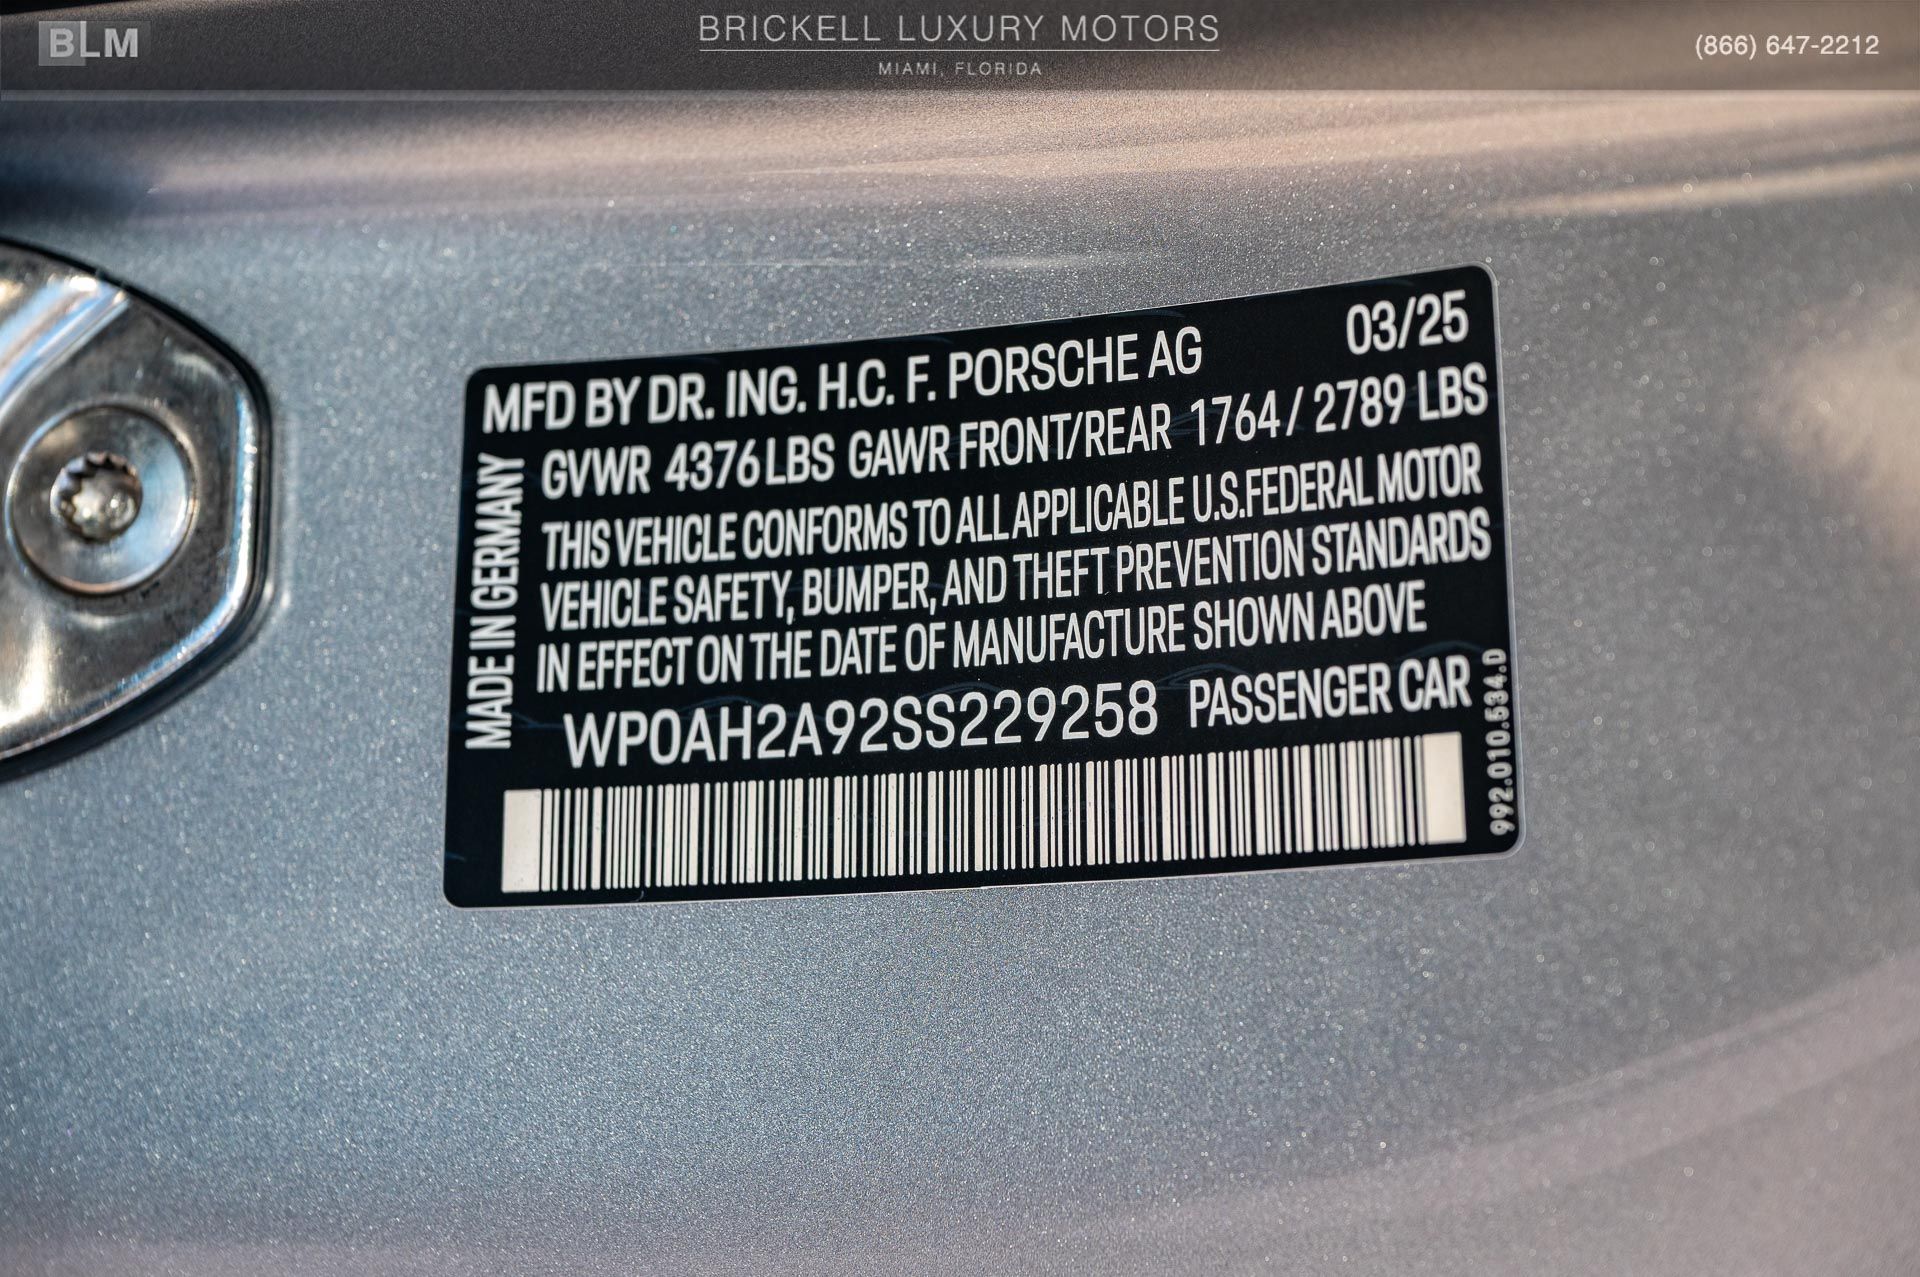 BLM
BRICKELL LUXURY MOTORS
MIAMI, FLORIDA
(866) 647-2212
MFD BY DR. ING. H.C. F. PORSCHE AG 03/25
GVWR 4376 LBS GAWR FRONT/REAR 1764 / 2789 LBS
THIS VEHICLE CONFORMS TO ALL APPLICABLE U.S.FEDERAL MOTOR
VEHICLE SAFETY, BUMPER, AND THEFT PREVENTION STANDARDS
IN EFFECT ON THE DATE OF MANUFACTURE SHOWN ABOVE
WP0AH2A92SS229258 PASSENGER CAR
MADE IN GERMANY
992.010.534.D